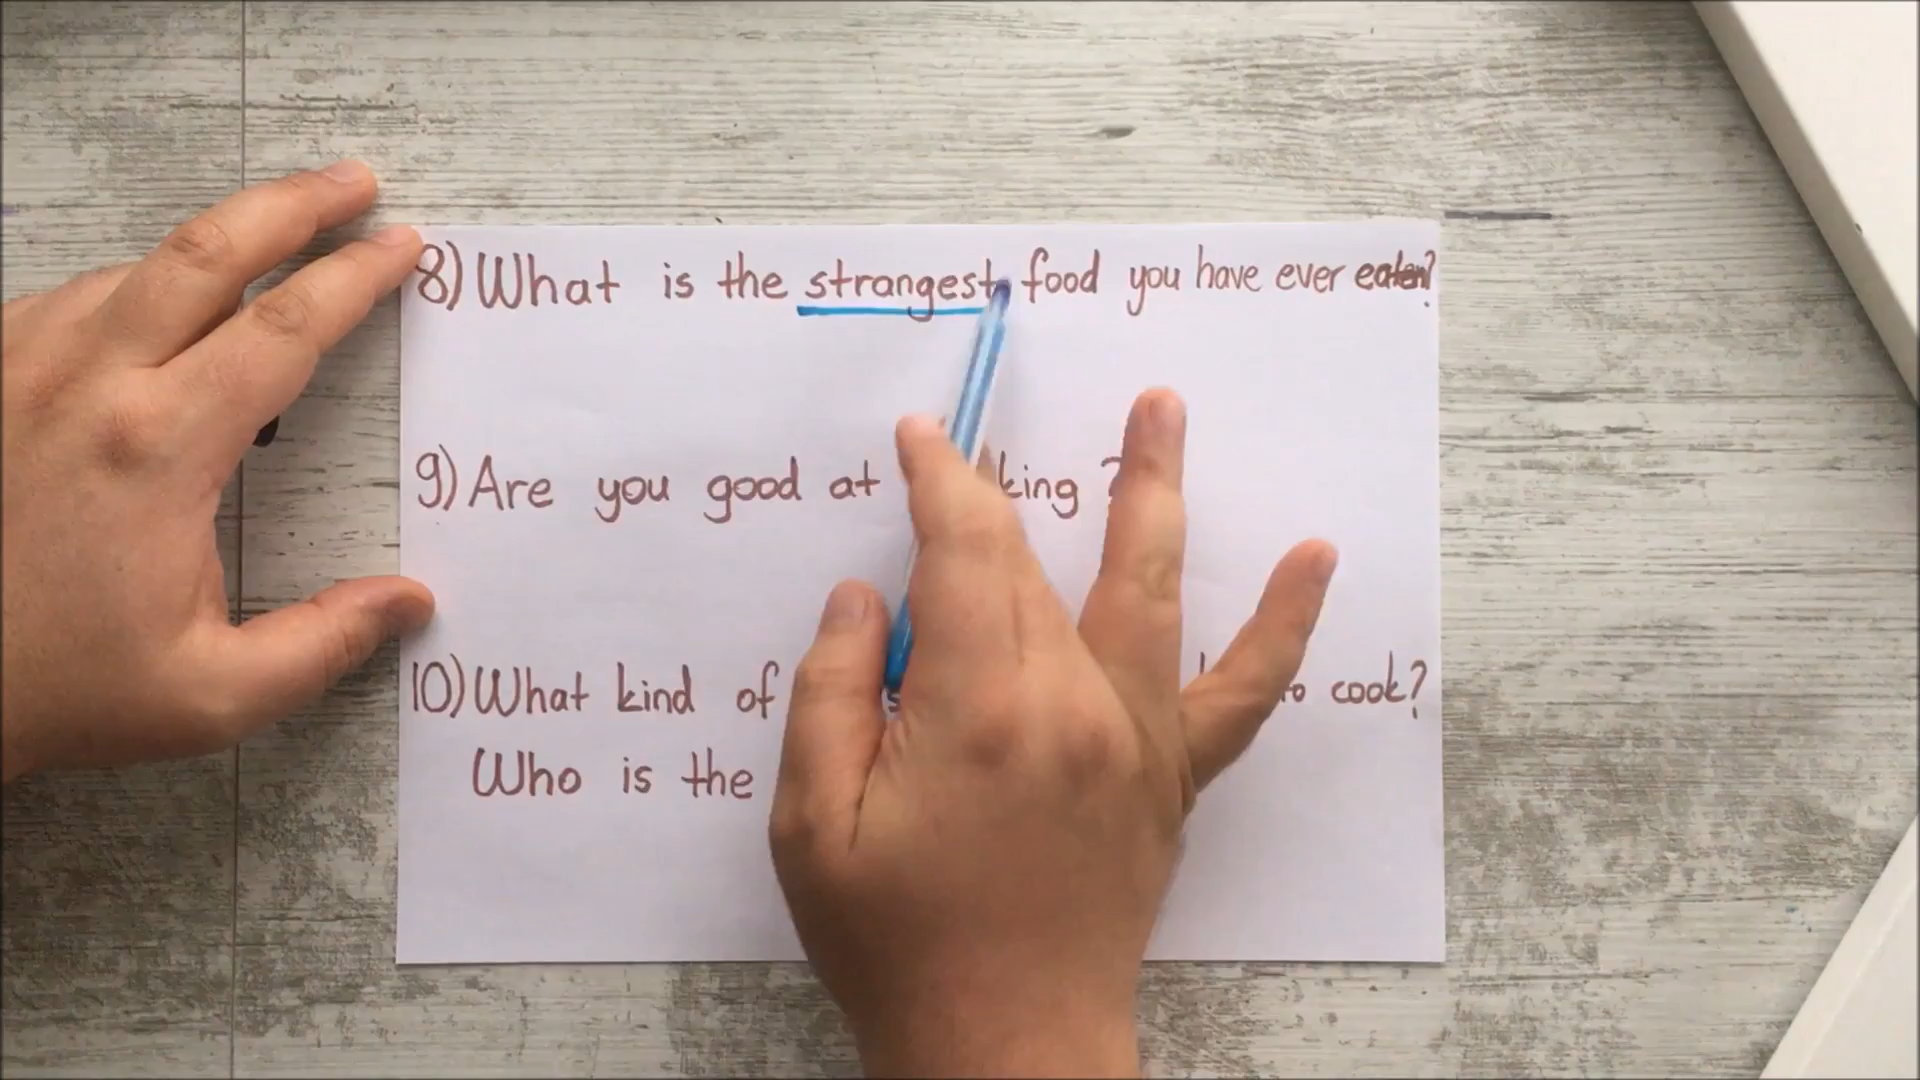 8) What is the strangest food you have ever eaten?
9) Are you good at king ?
10) What kind of to cook?
Who is the